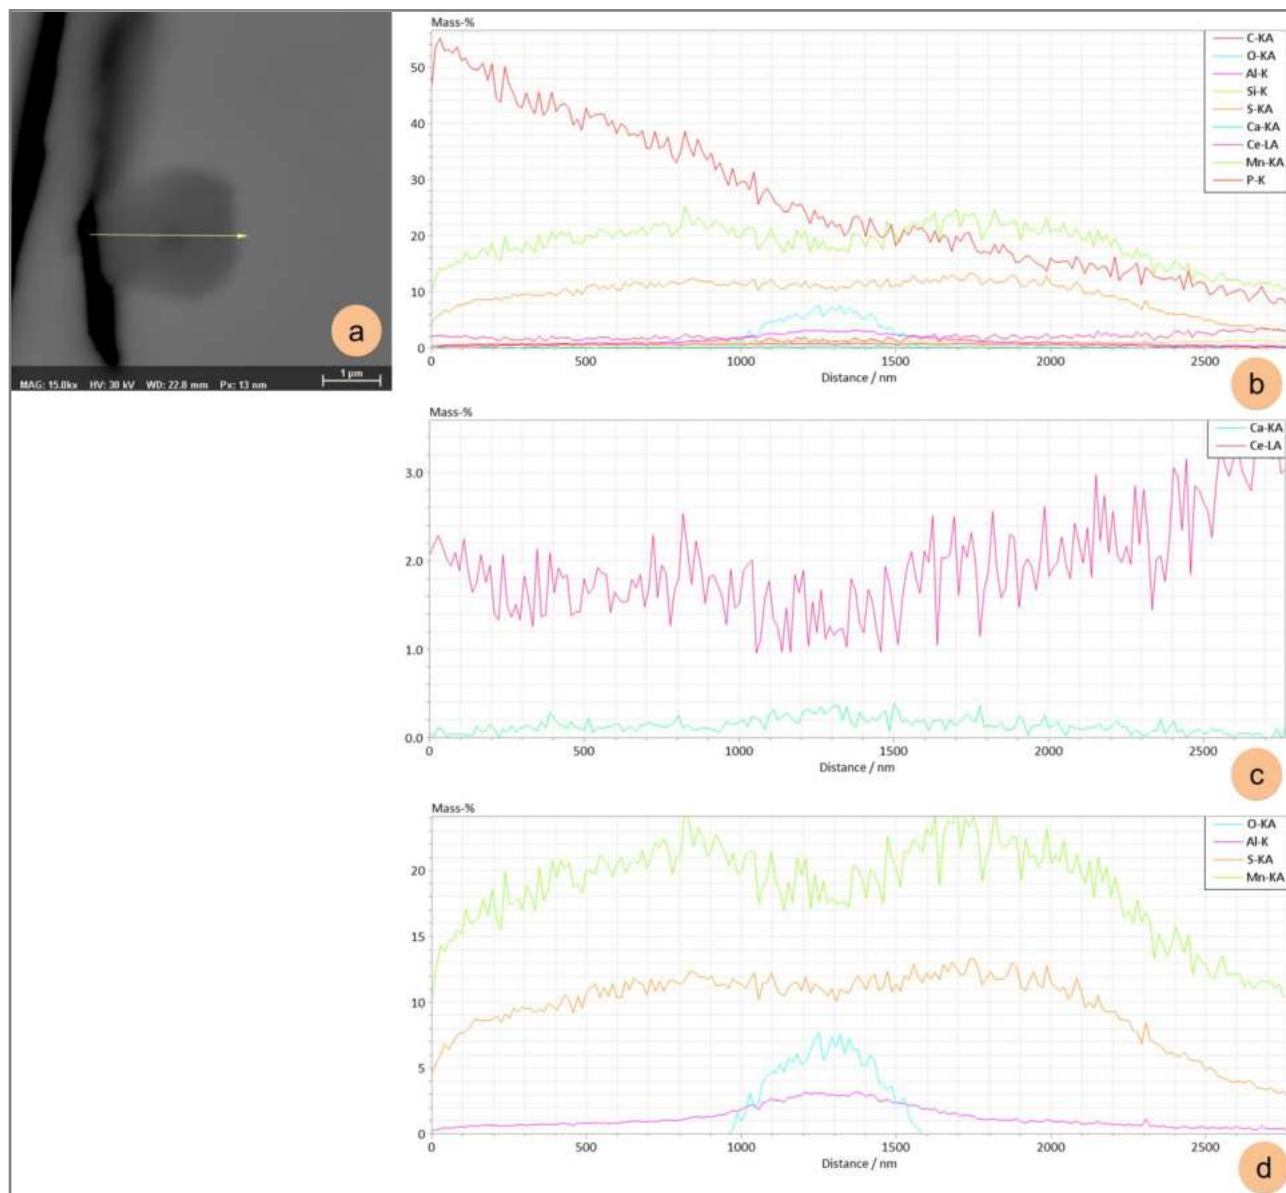 MAG: 15.0kx HV: 30 kV WD: 22.8 mm Px: 13 nm
1 µm
a
Mass-%
50
40
30
20
10
0
0 500 1000 1500 2000 2500
Distance / nm
C-KA
O-KA
Al-K
Si-K
S-KA
Ca-KA
Ce-LA
Mn-KA
P-K
b
Mass-%
3.0
2.0
1.0
0.0
0 500 1000 1500 2000 2500
Distance / nm
Ca-KA
Ce-LA
c
Mass-%
20
15
10
5
0
0 500 1000 1500 2000 2500
Distance / nm
O-KA
Al-K
S-KA
Mn-KA
d